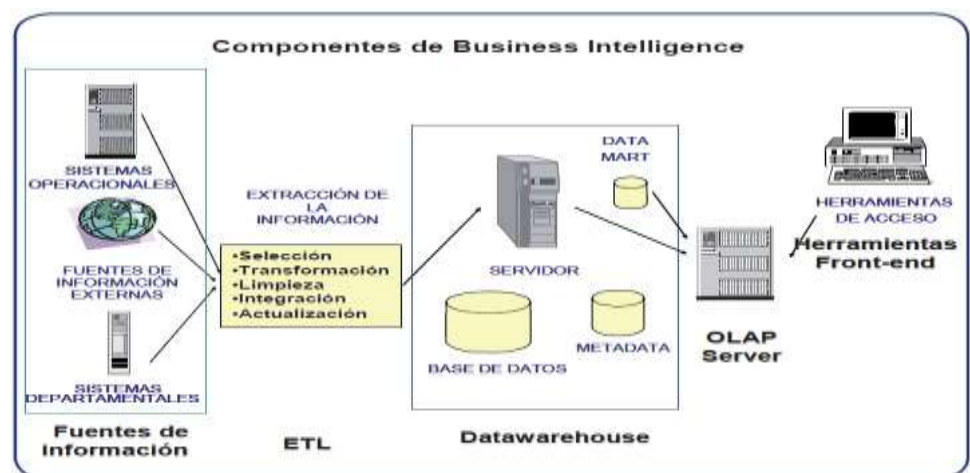 Componentes de Business Intelligence
SISTEMAS
OPERACIONALES
FUENTES DE
INFORMACIÓN
EXTERNAS
SISTEMAS
DEPARTAMENTALES
Fuentes de
información
EXTRACCIÓN DE
LA
INFORMACIÓN
•Selección
•Transformación
•Limpieza
•Integración
•Actualización
ETL
DATA
MART
SERVIDOR
BASE DE DATOS
METADATA
Datawarehouse
OLAP
Server
HERRAMIENTAS
DE ACCESO
Herramientas
Front-end